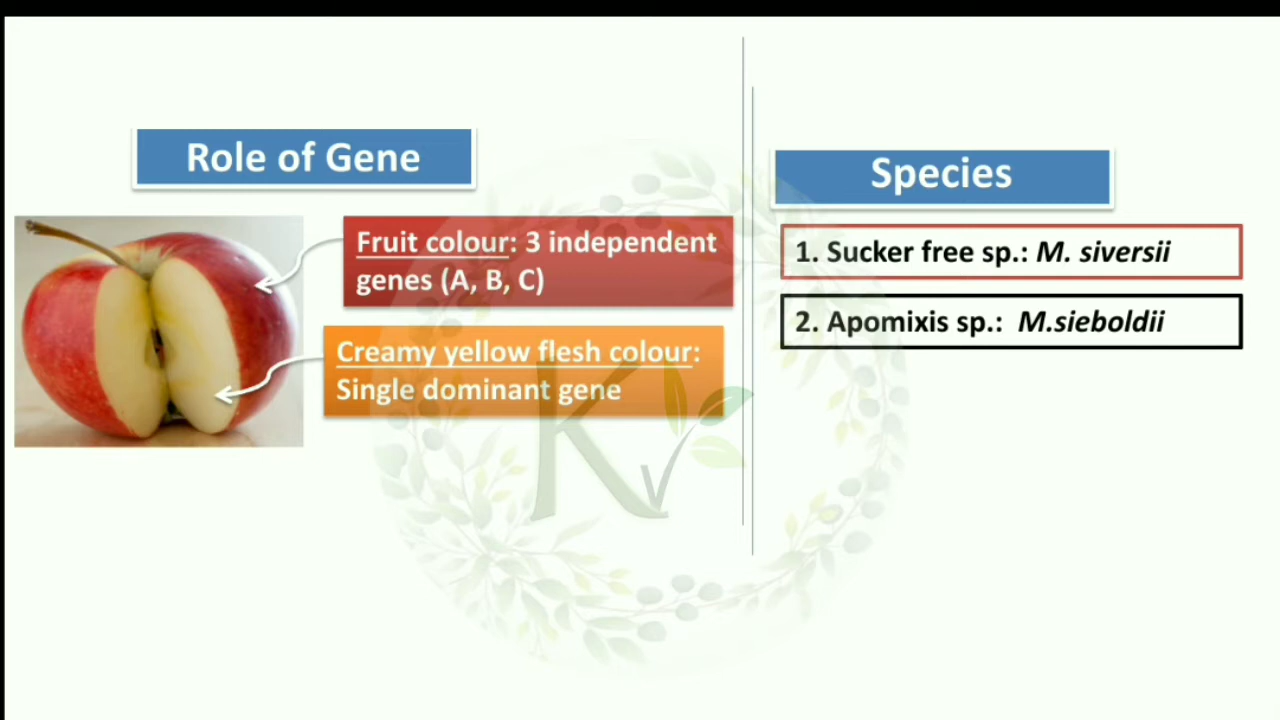 Role of Gene
Fruit colour: 3 independent
genes (A, B, C)
Creamy yellow flesh colour:
Single dominant gene
Species
1. Sucker free sp.: M. siversii
2. Apomixis sp.: M.sieboldii
Kv